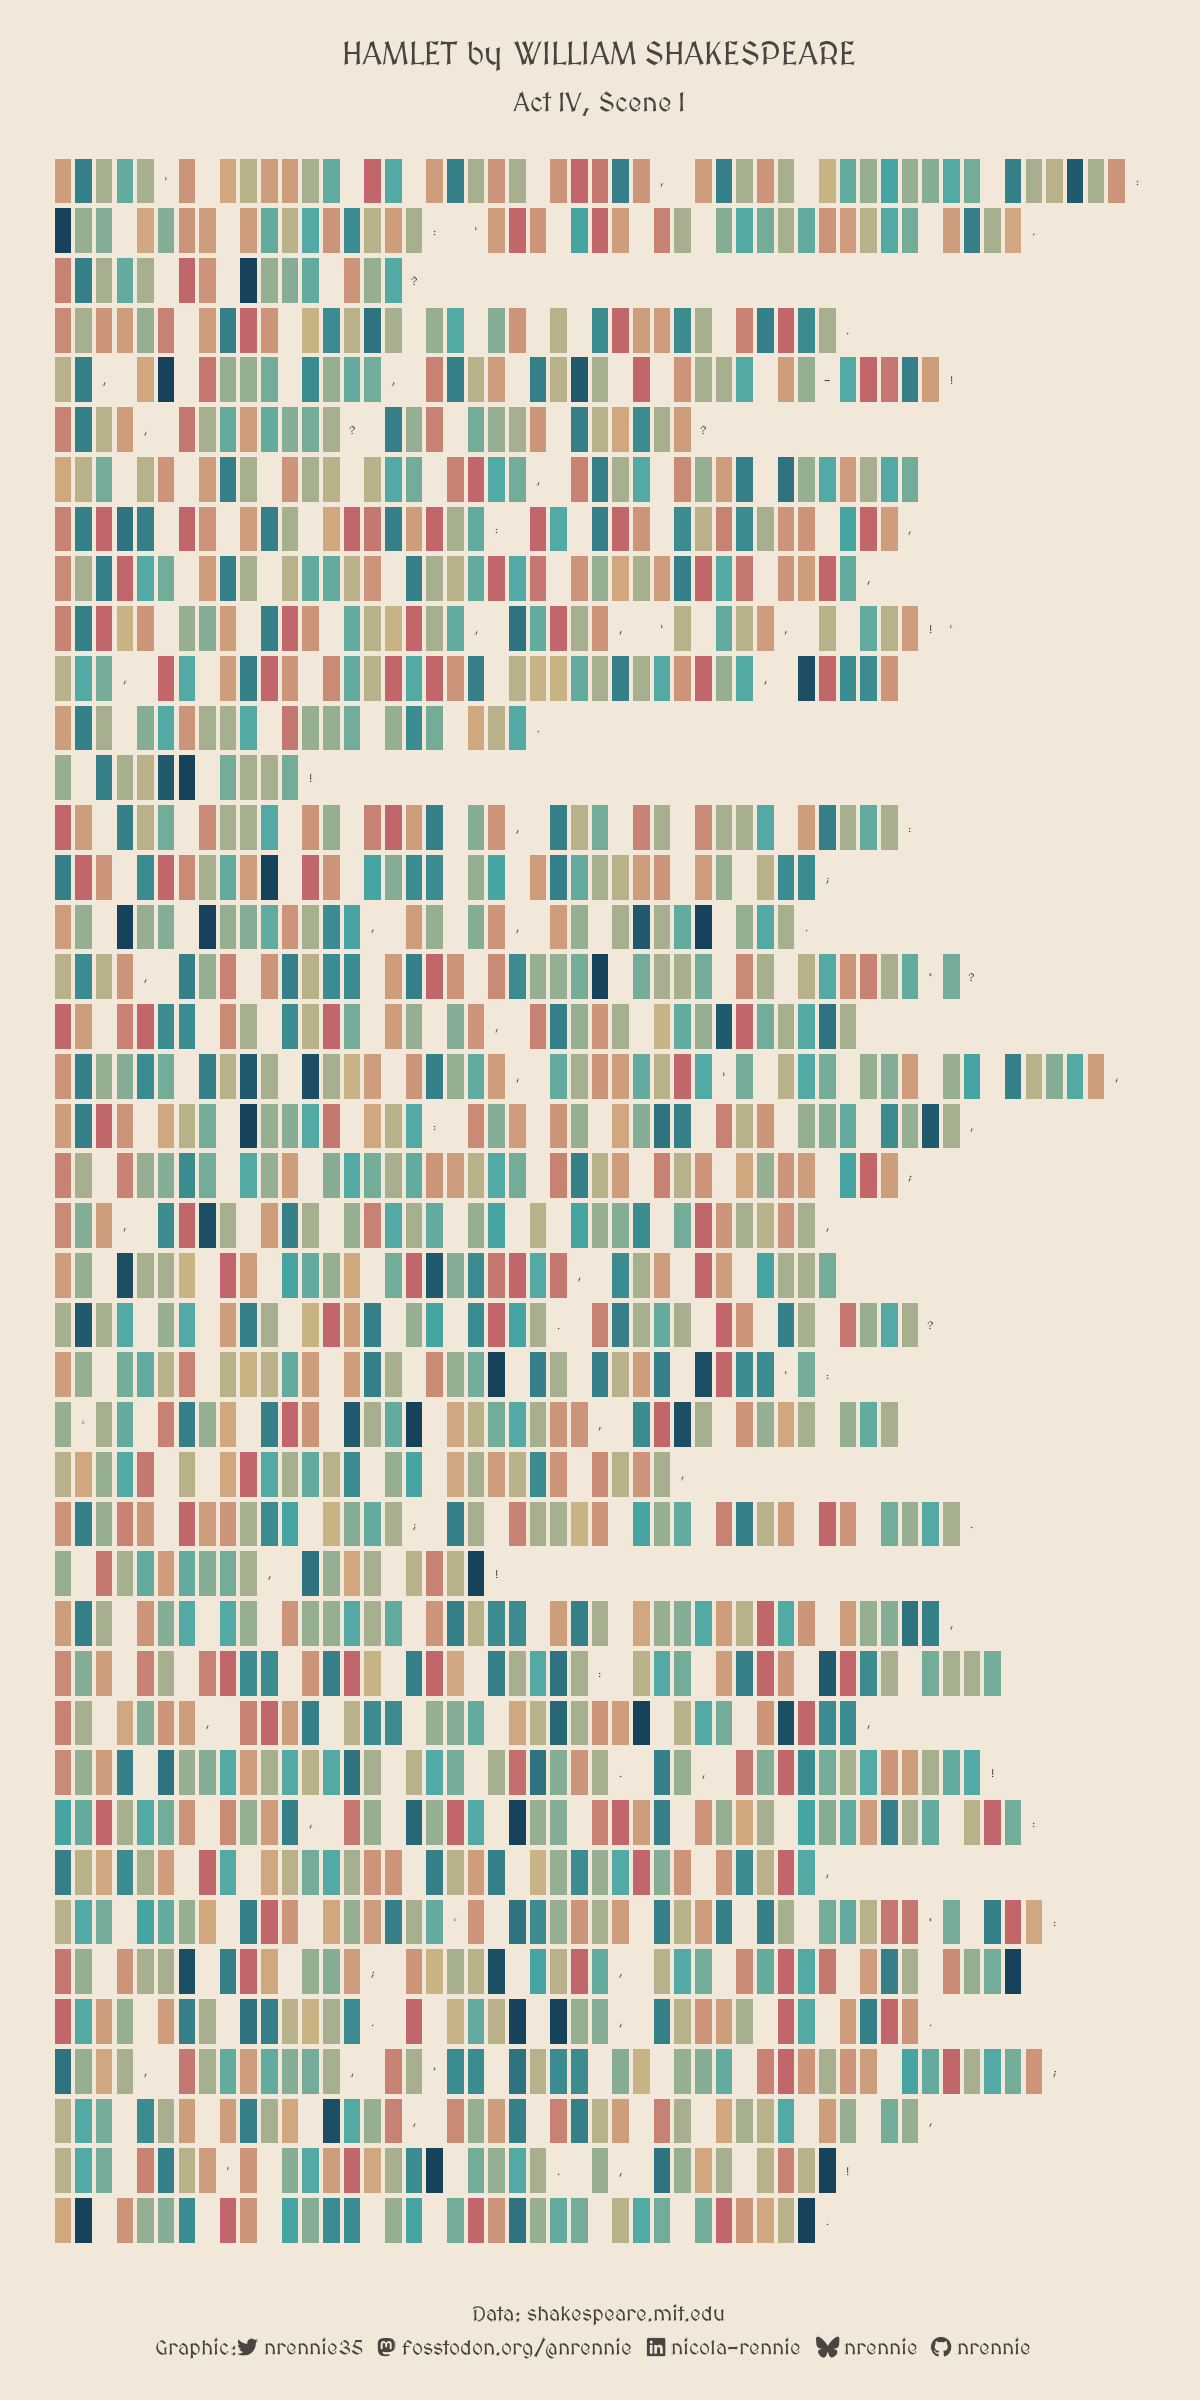 HAMLET by WILLIAM SHAKESPEARE
Act IV, Scene I
Data: shakespeare.mit.edu
Graphic: nrennie35 fosstodon.org/@nrennie nicola-rennie nrennie nrennie